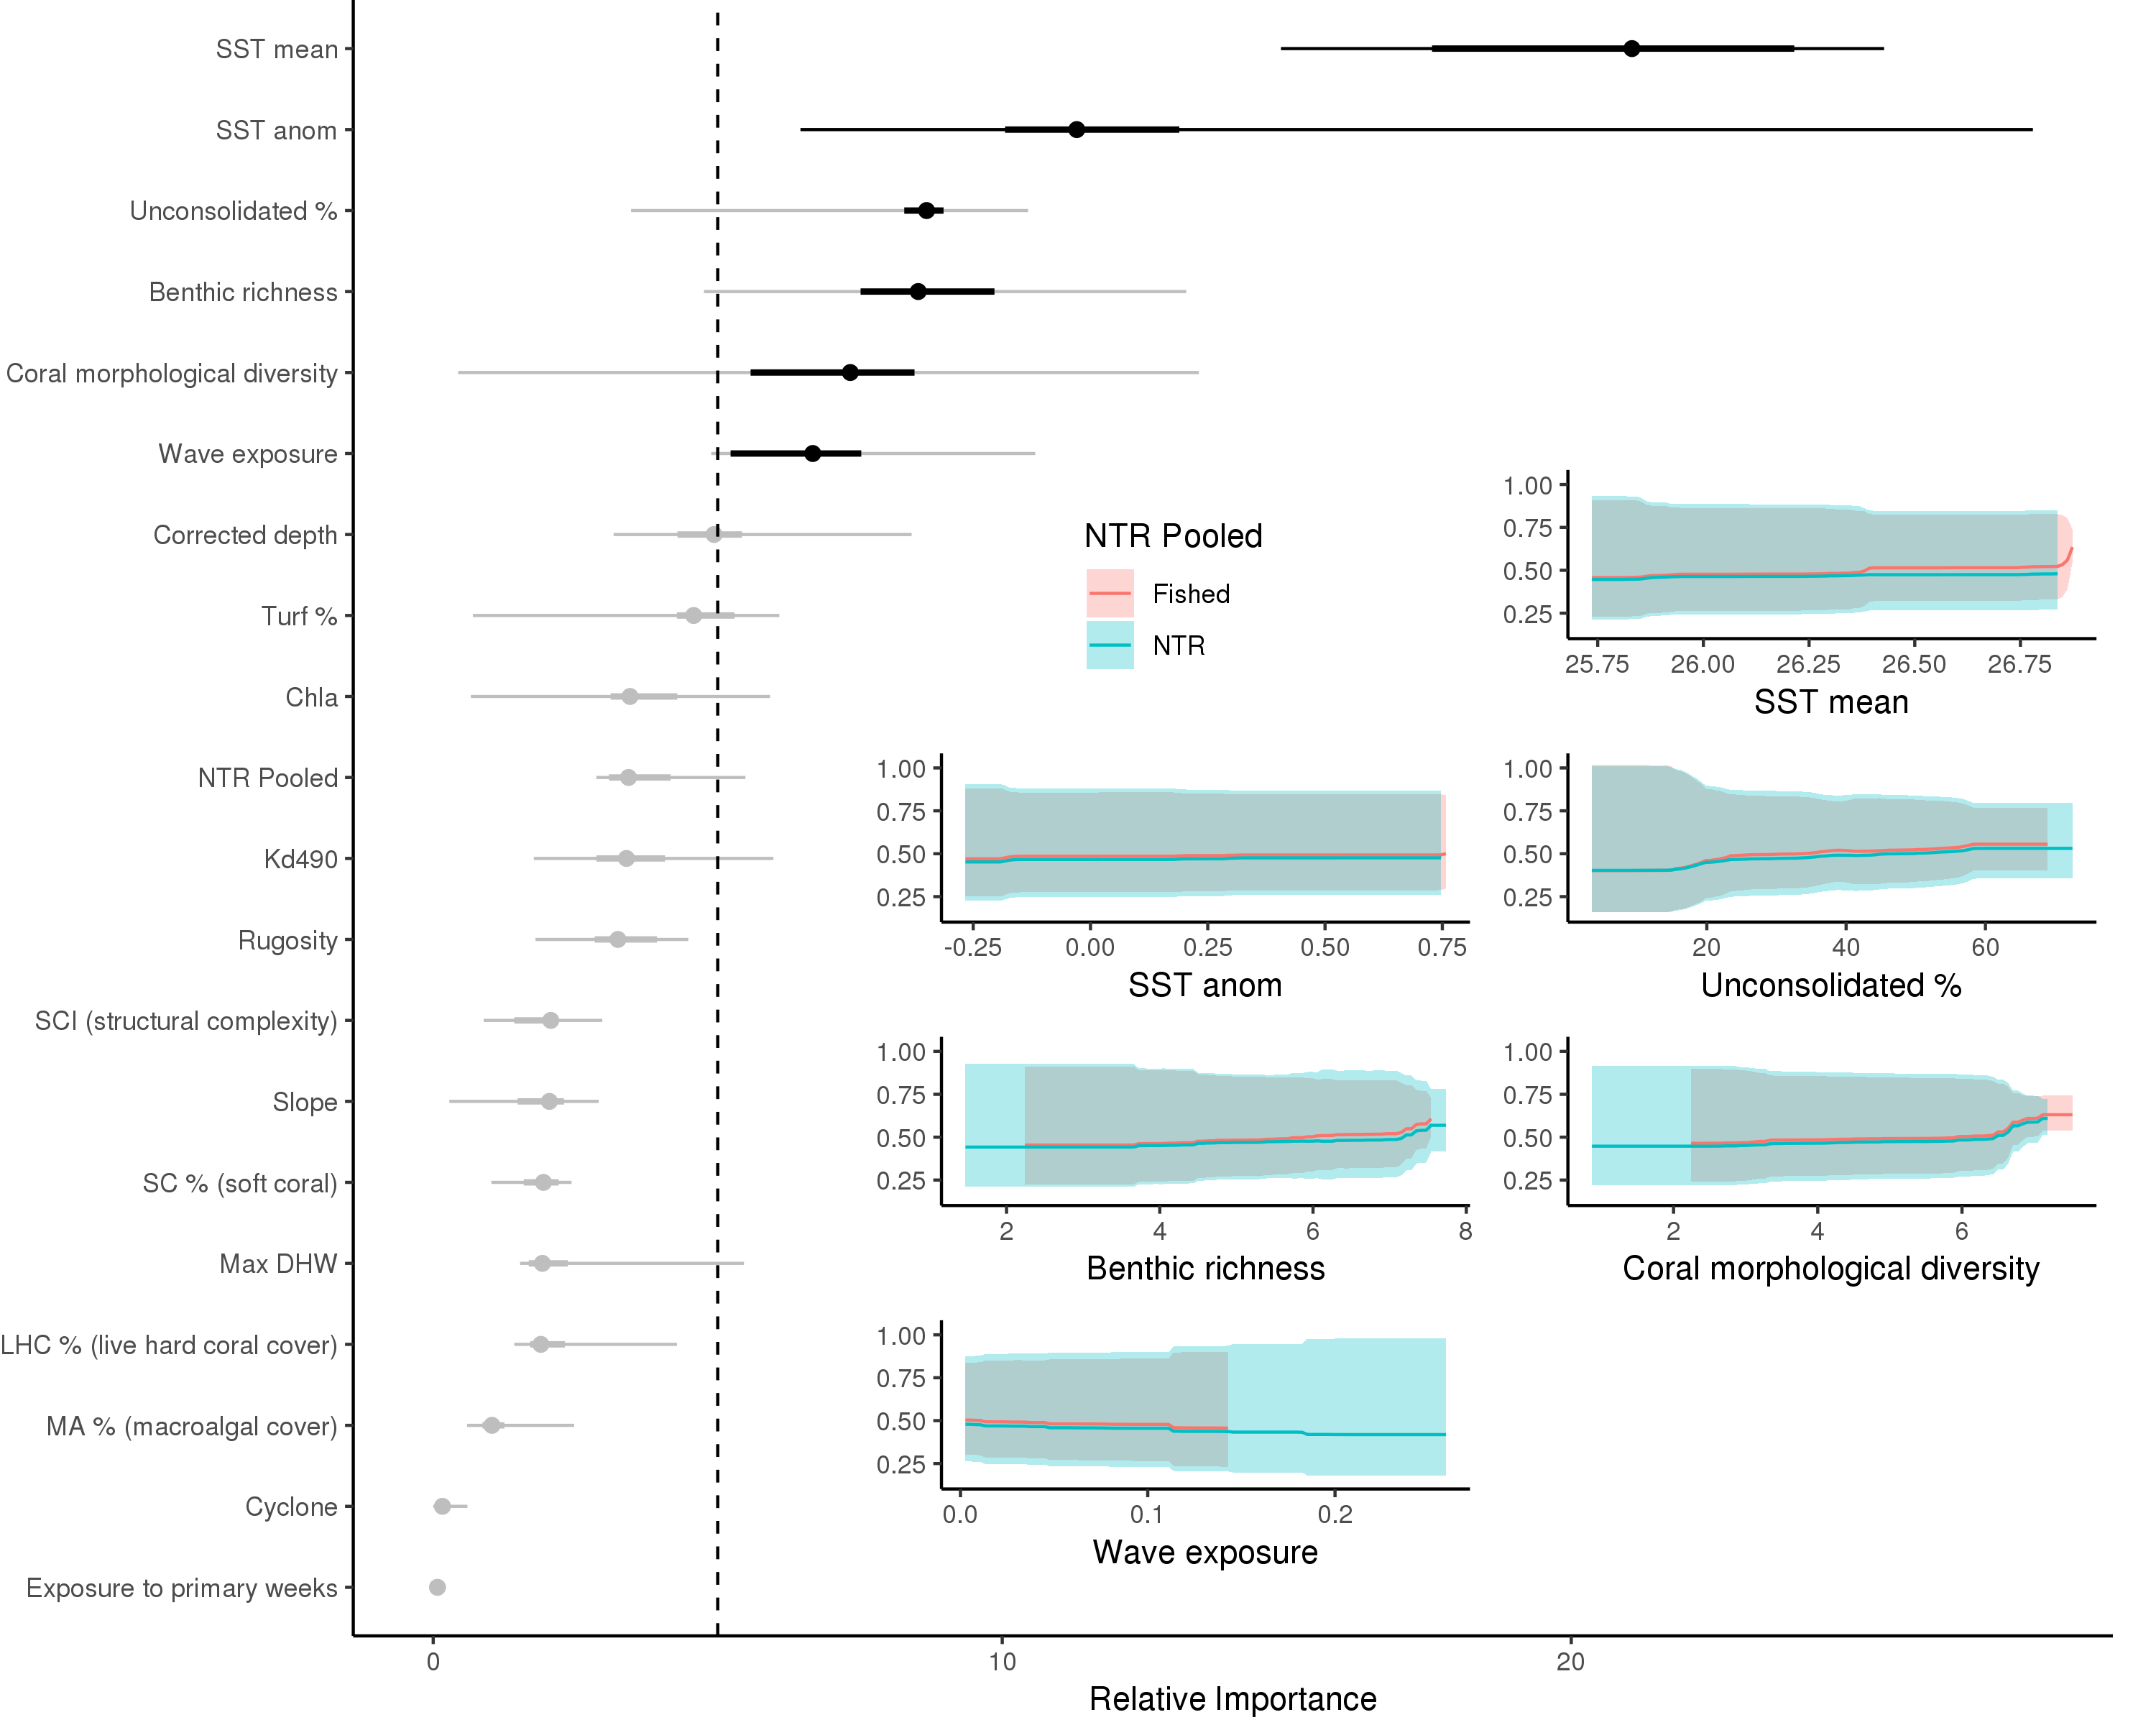 SST mean
SST anom
Unconsolidated %
Benthic richness
Coral morphological diversity
Wave exposure
Corrected depth
Turf %
Chla
NTR Pooled
Kd490
Rugosity
SCI (structural complexity)
Slope
SC % (soft coral)
Max DHW
LHC % (live hard coral cover)
MA % (macroalgal cover)
Cyclone
Exposure to primary weeks
0 10 20
Relative Importance
NTR Pooled
Fished
NTR
1.00
0.75
0.50
0.25
25.75 26.00 26.25 26.50 26.75
SST mean
1.00
0.75
0.50
0.25
-0.25 0.00 0.25 0.50 0.75
SST anom
1.00
0.75
0.50
0.25
20 40 60
Unconsolidated %
1.00
0.75
0.50
0.25
2 4 6 8
Benthic richness
1.00
0.75
0.50
0.25
2 4 6
Coral morphological diversity
1.00
0.75
0.50
0.25
0.0 0.1 0.2
Wave exposure